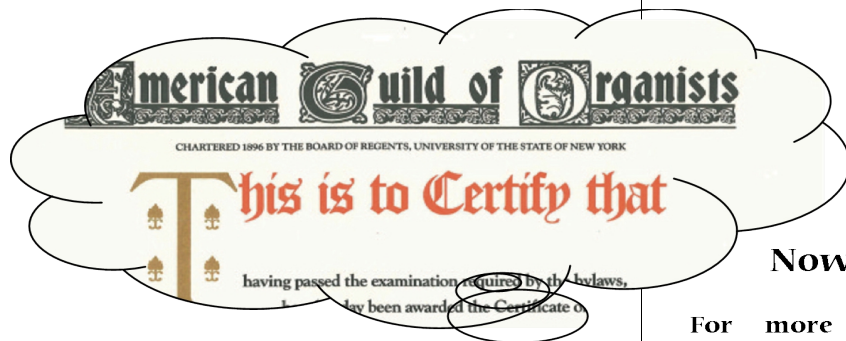 American Guild of Organists
CHARTERED 1896 BY THE BOARD OF REGENTS, UNIVERSITY OF THE STATE OF NEW YORK
This is to Certify that
having passed the examination required by the bylaws,
day been awarded the Certificate of
Now
For more